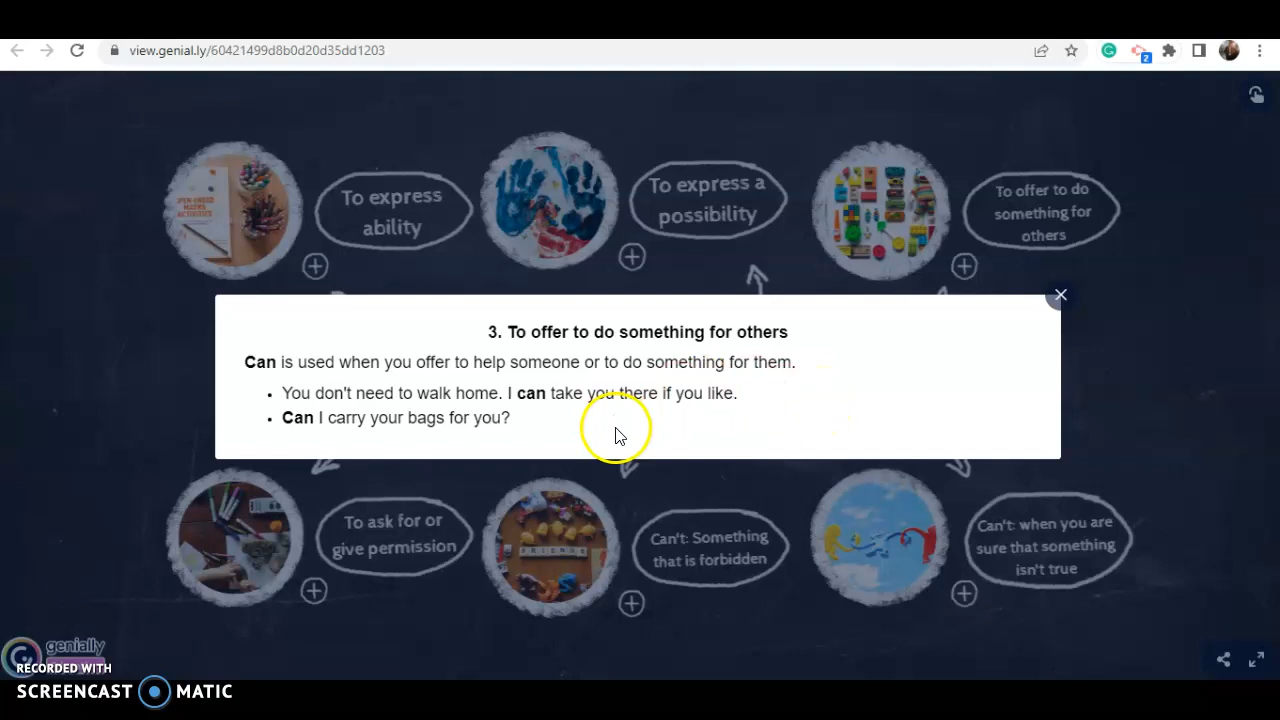 view.genial.ly/60421499d8b0d20d35dd1203
2
To express
ability
To express a
possibility
To offer to do
something for
others
3. To offer to do something for others
Can is used when you offer to help someone or to do something for them.
• You don't need to walk home. I can take you there if you like.
• Can I carry your bags for you?
To ask for or
give permission
Can't: Something
that is forbidden
FRIENDS
Can't: when you are
sure that something
isn't true
genially
RECORDED WITH
SCREENCAST MATIC